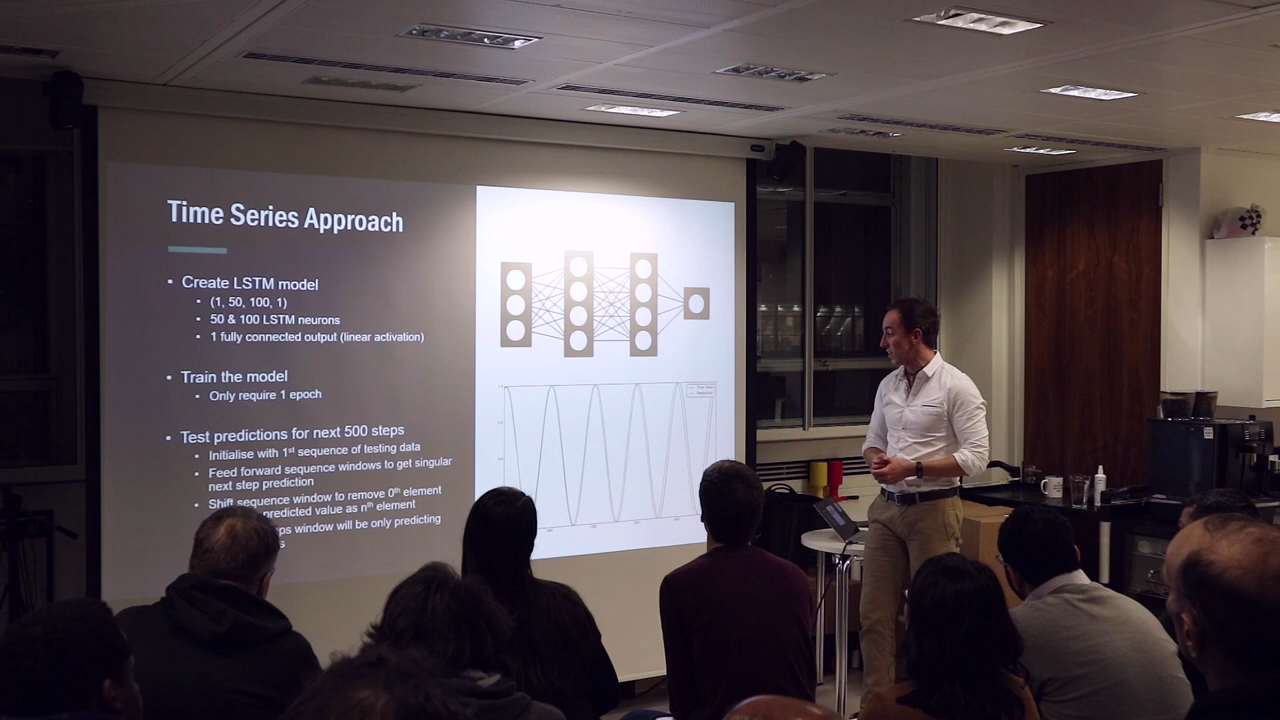 Time Series Approach
• Create LSTM model
• (1, 50, 100, 1)
• 50 & 100 LSTM neurons
• 1 fully connected output (linear activation)
• Train the model
• Only require 1 epoch
• Test predictions for next 500 steps
• Initialise with 1st sequence of testing data
• Feed forward sequence windows to get singular
next step prediction
• Shift sequence window to remove 0th element
predicted value as nth element
window will be only predicting